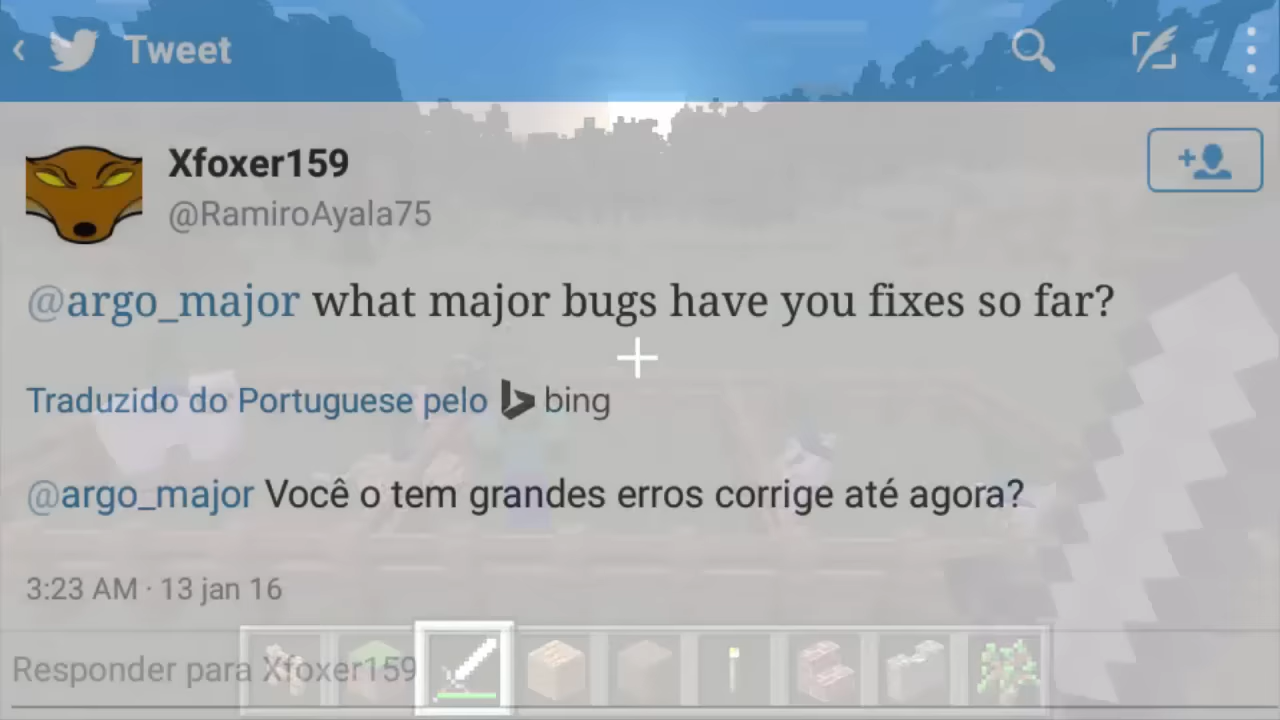 Tweet
Xfoxer159
@RamiroAyala75
@argo_major what major bugs have you fixes so far?
Traduzido do Portuguese pelo bing
@argo_major Você o tem grandes erros corrige até agora?
3:23 AM · 13 jan 16
Responder para Xfoxer159